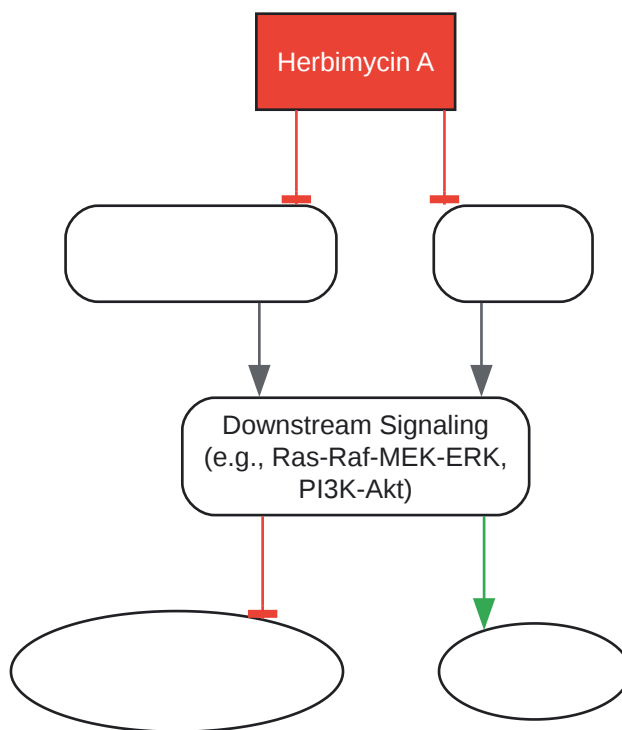 Herbimycin A
Downstream Signaling
(e.g., Ras-Raf-MEK-ERK,
PI3K-Akt)